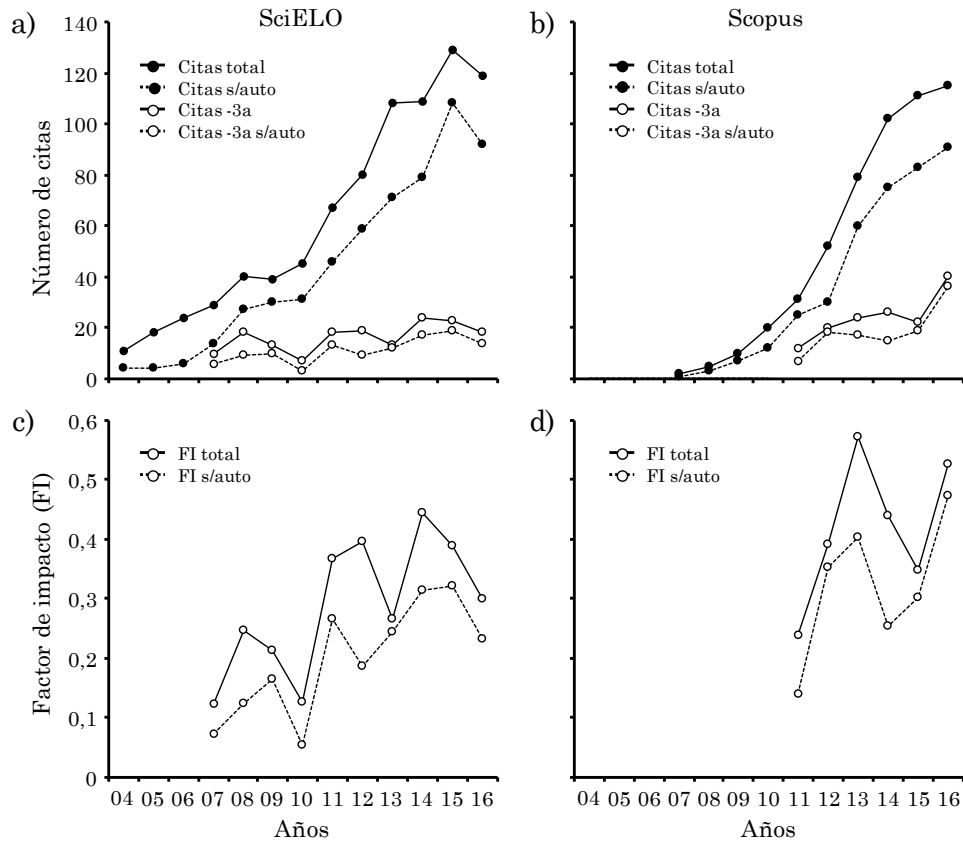 SciELO
a)
140
120
100
80
60
40
20
0
Número de citas
Citas total
Citas s/auto
Citas -3a
Citas -3a s/auto
Scopus
b)
Citas total
Citas s/auto
Citas -3a
Citas -3a s/auto
c)
0,6
0,5
0,4
0,3
0,2
0,1
0
Factor de impacto (FI)
FI total
FI s/auto
04 05 06 07 08 09 10 11 12 13 14 15 16
Años
d)
FI total
FI s/auto
04 05 06 07 08 09 10 11 12 13 14 15 16
Años